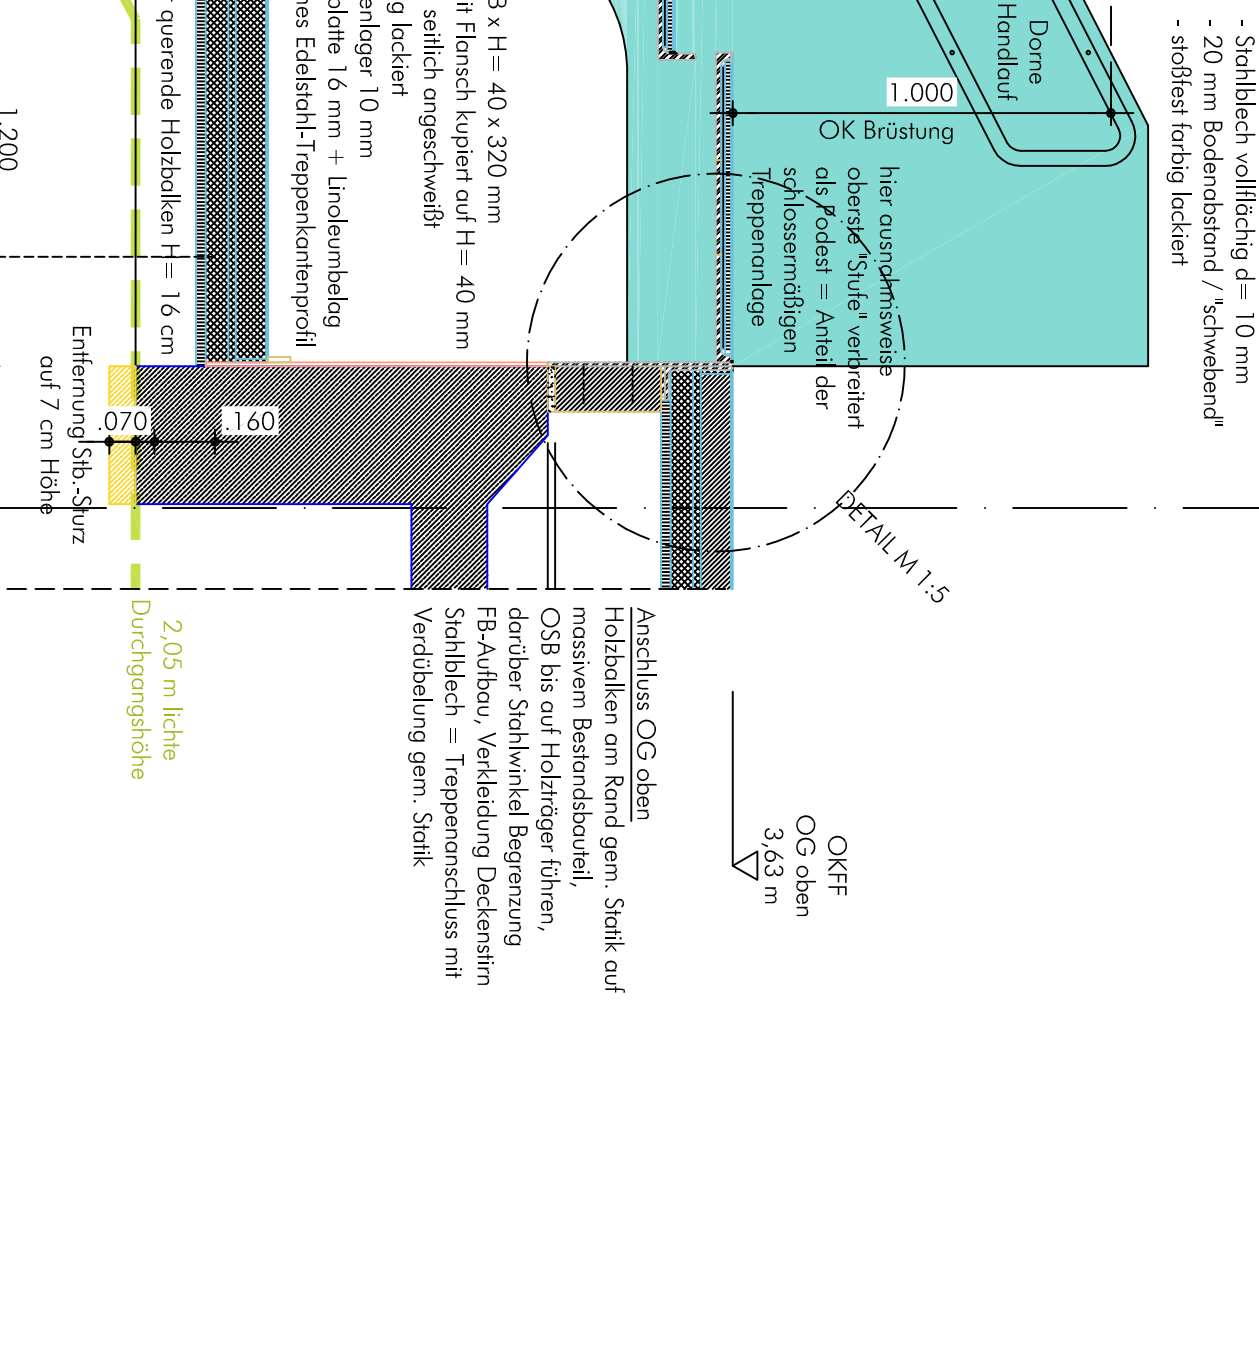 - Stahlblech vollflächig d= 10 mm
- 20 mm Bodenabstand / "schwebend"
- stoßfest farbig lackiert
Dorne
Handlauf
1.000
OK Brüstung
hier ausnahmsweise
oberste "Stufe" verbreitert
als Podest = Anteil der
schlossermäßigen
Treppenanlage
x H= 40 x 320 mm
Flansch kupiert auf H= 40 mm
seitlich angeschweißt
lackiert
10 mm
16 mm + Linoleumbelag
Edelstahl-Treppenkantenprofil
querende Holzbalken H= 16 cm
1.200
.070
.160
Entfernung Stb.-Sturz
auf 7 cm Höhe
DETAIL M 1:5
2,05 m lichte
Durchgangshöhe
Anschluss OG oben
Holzbalken am Rand gem. Statik auf
massivem Bestandsbauteil,
OSB bis auf Holzträger führen,
darüber Stahlwinkel Begrenzung
FB-Aufbau, Verkleidung Deckenstirn
Stahlblech = Treppenanschluss mit
Verdübelung gem. Statik
OKFF
OG oben
3,63 m